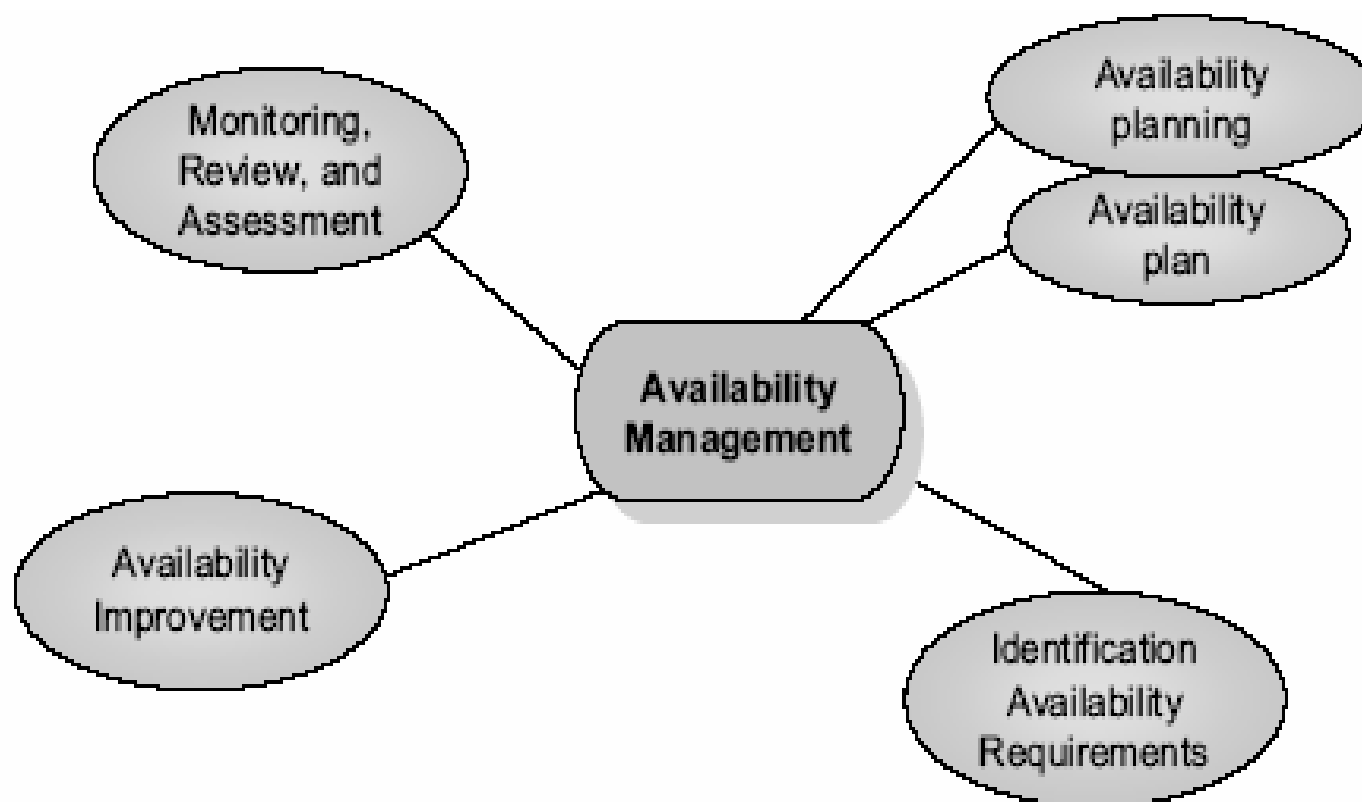 Monitoring,
Review, and
Assessment
Availability
planning
Availability
plan
Availability
Management
Availability
Improvement
Identification
Availability
Requirements